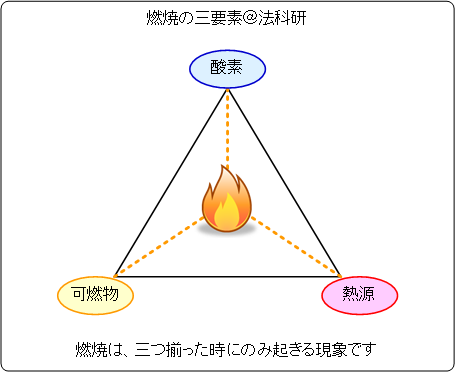 燃焼の三要素@法科研
酸素
可燃物
熱源
燃焼は、三つ揃った時にのみ起きる現象です